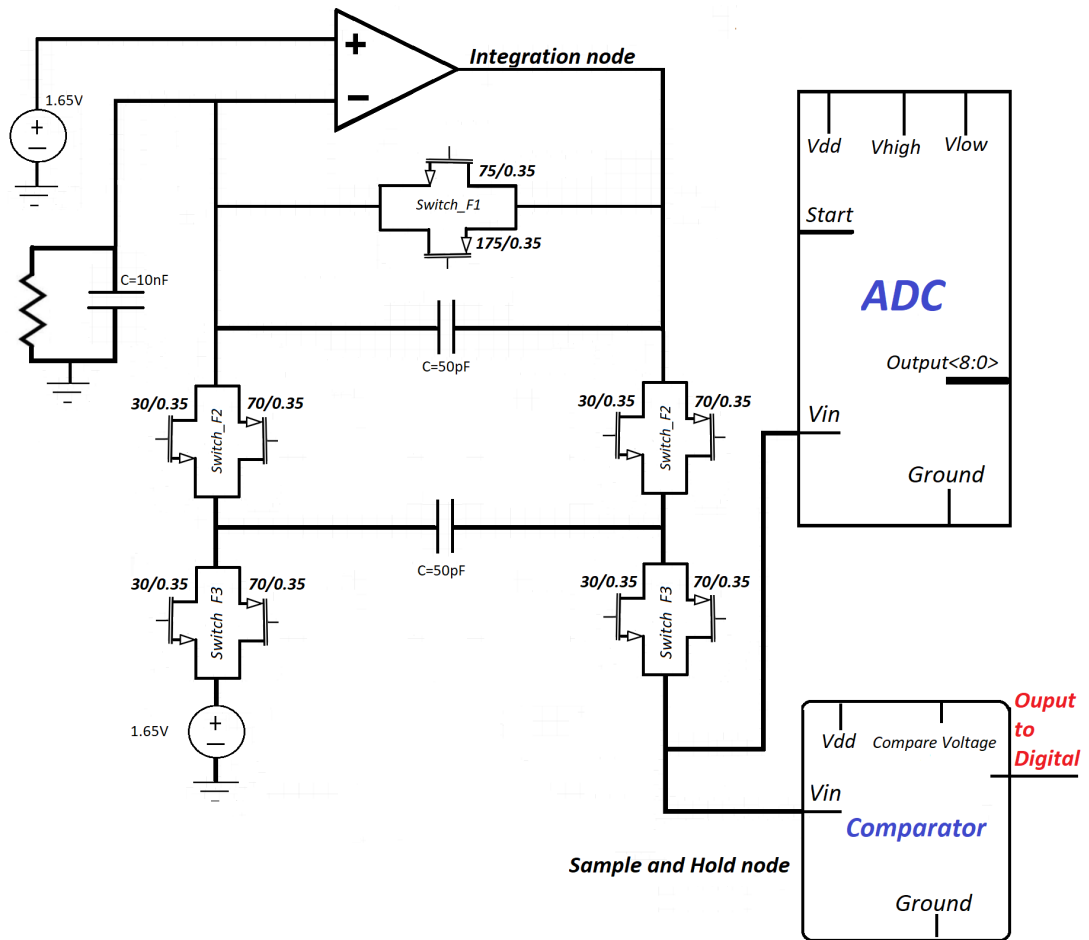 +
Integration node
1.65V
-
+
-
75/0.35
Switch_F1
175/0.35
C=10nF
C=50pF
30/0.35
70/0.35
Switch_F2
30/0.35
70/0.35
Switch_F2
C=50pF
30/0.35
70/0.35
Switch F3
30/0.35
70/0.35
Switch F3
1.65V
+
-
Vdd
Vhigh
Vlow
Start
ADC
Output<8:0>
Vin
Ground
Vdd
Compare Voltage
Ouput
to
Digital
Vin
Comparator
Sample and Hold node
Ground